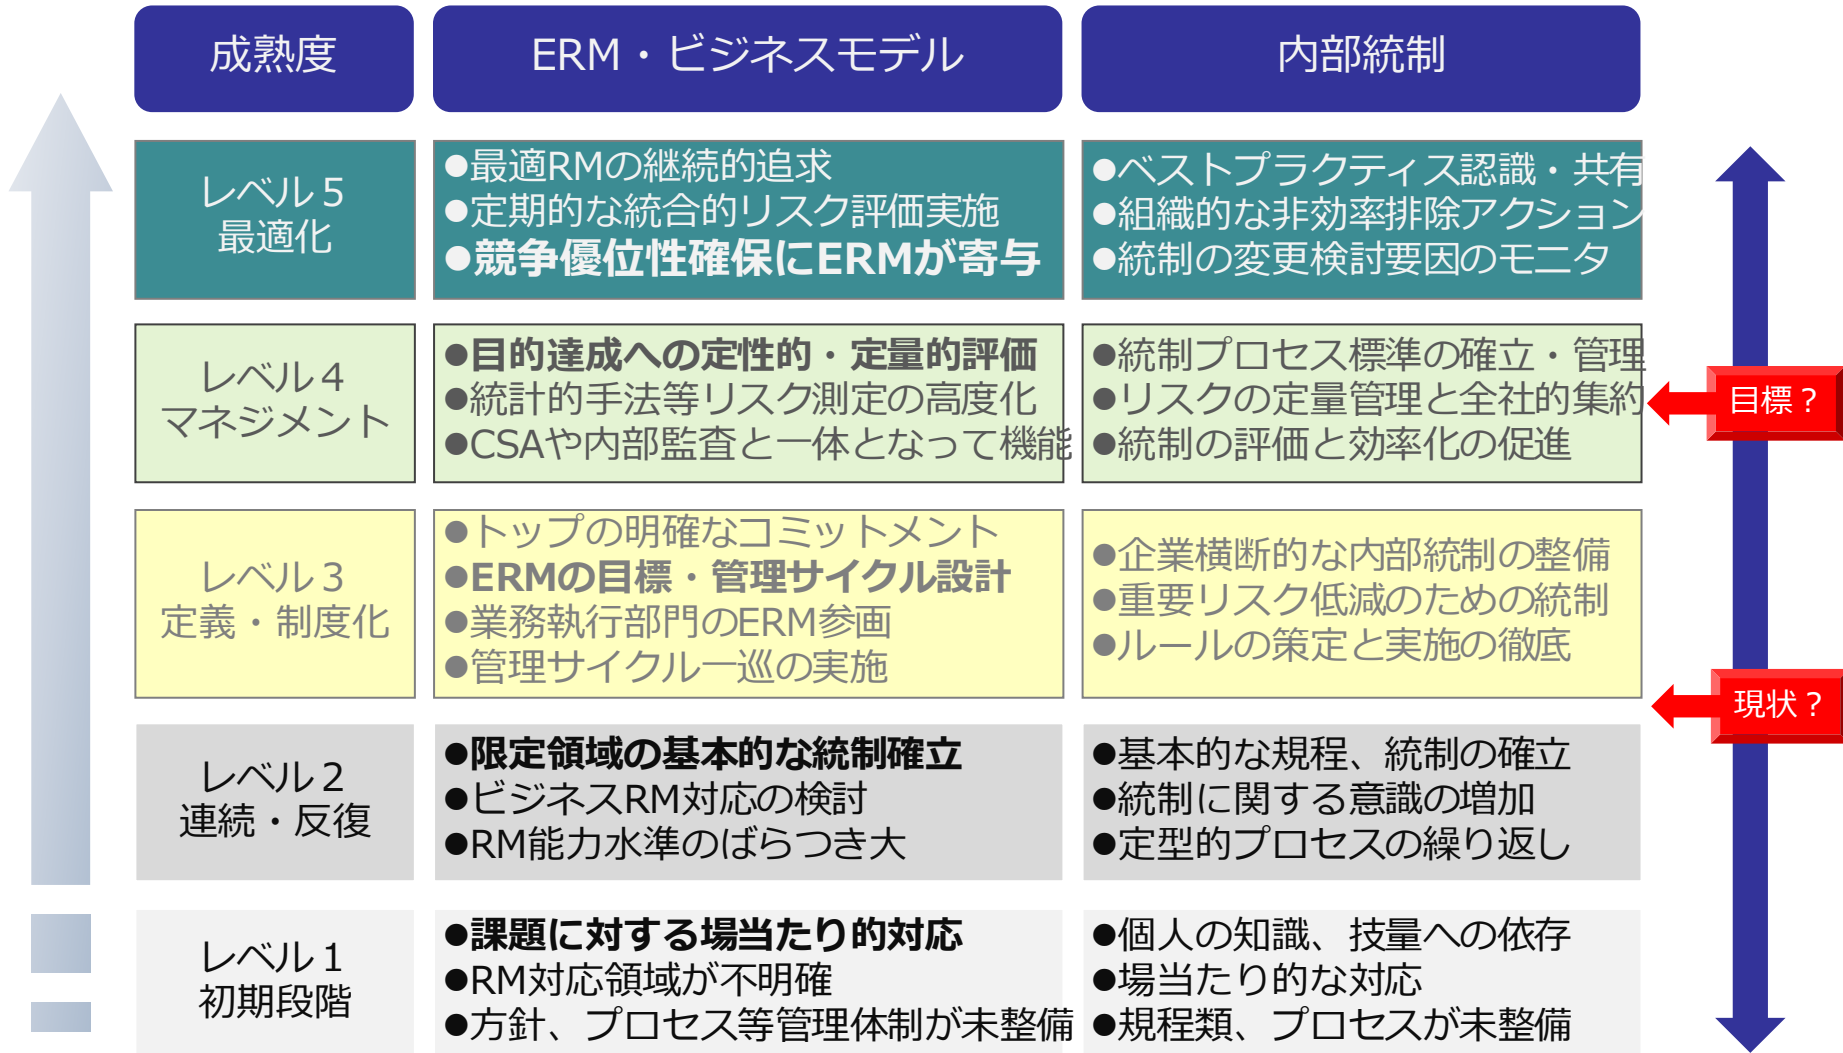 成熟度
ERM・ビジネスモデル
内部統制
レベル５
最適化
●最適RMの継続的追求
●定期的な統合的リスク評価実施
●競争優位性確保にERMが寄与
●ベストプラクティス認識・共有
●組織的な非効率排除アクション
●統制の変更検討要因のモニタ
レベル４
マネジメント
●目的達成への定性的・定量的評価
●統計的手法等リスク測定の高度化
●CSAや内部監査と一体となって機能
●統制プロセス標準の確立・管理
●リスクの定量管理と全社的集約
●統制の評価と効率化の促進
目標？
レベル３
定義・制度化
●トップの明確なコミットメント
●ERMの目標・管理サイクル設計
●業務執行部門のERM参画
●管理サイクル一巡の実施
●企業横断的な内部統制の整備
●重要リスク低減のための統制
●ルールの策定と実施の徹底
現状？
レベル２
連続・反復
●限定領域の基本的な統制確立
●ビジネスRM対応の検討
●RM能力水準のばらつき大
●基本的な規程、統制の確立
●統制に関する意識の増加
●定型的プロセスの繰り返し
レベル１
初期段階
●課題に対する場当たり的対応
●RM対応領域が不明確
●方針、プロセス等管理体制が未整備
●個人の知識、技量への依存
●場当たり的な対応
●規程類、プロセスが未整備